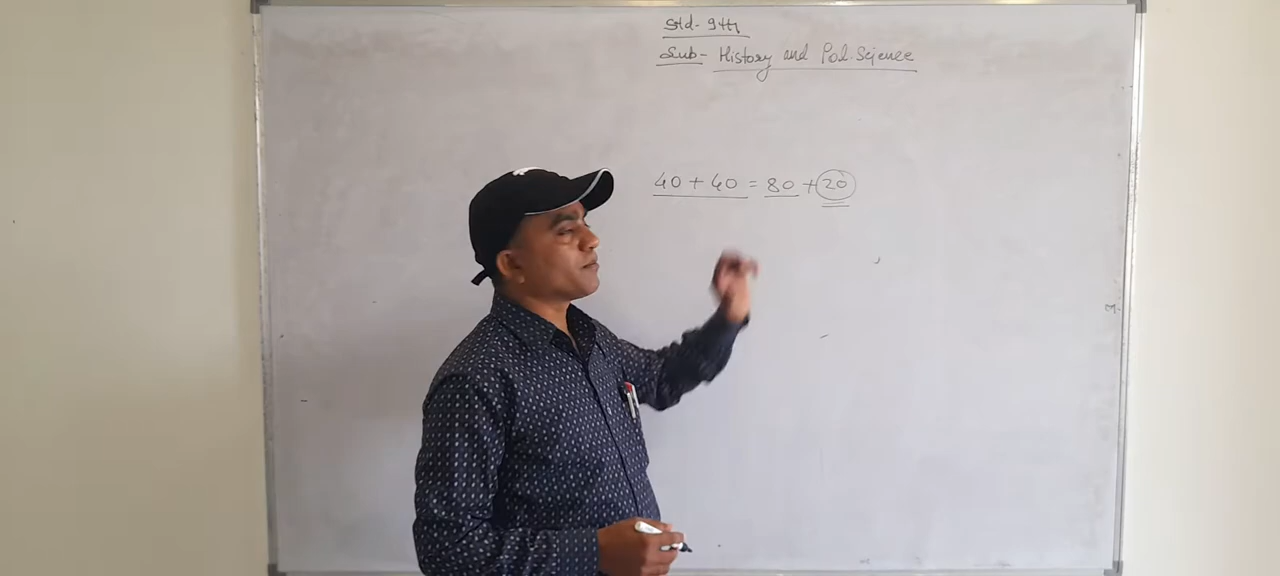 Std- 9th
Sub- History and Pol. Science
40 + 40 = 80 + 20